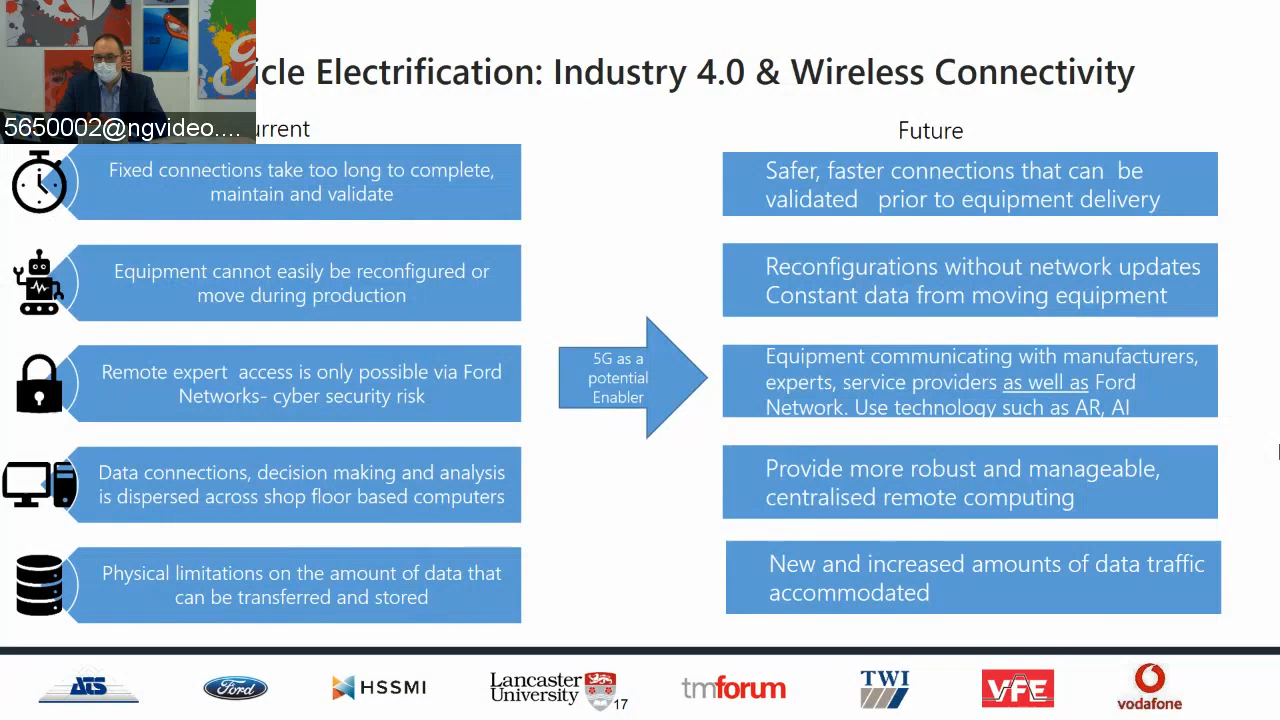 icle Electrification: Industry 4.0 & Wireless Connectivity
5650002@ngvideo....
urrent
Future
Fixed connections take too long to complete,
maintain and validate
Safer, faster connections that can be
validated prior to equipment delivery
Equipment cannot easily be reconfigured or
move during production
Reconfigurations without network updates
Constant data from moving equipment
5G as a
potential
Enabler
Remote expert access is only possible via Ford
Networks- cyber security risk
Equipment communicating with manufacturers,
experts, service providers as well as Ford
Network. Use technology such as AR, AI
Data connections, decision making and analysis
is dispersed across shop floor based computers
Provide more robust and manageable,
centralised remote computing
Physical limitations on the amount of data that
can be transferred and stored
New and increased amounts of data traffic
accommodated
ATS
Ford
HSSMI
Lancaster
University
17
tmforum
TWI
VFE
vodafone